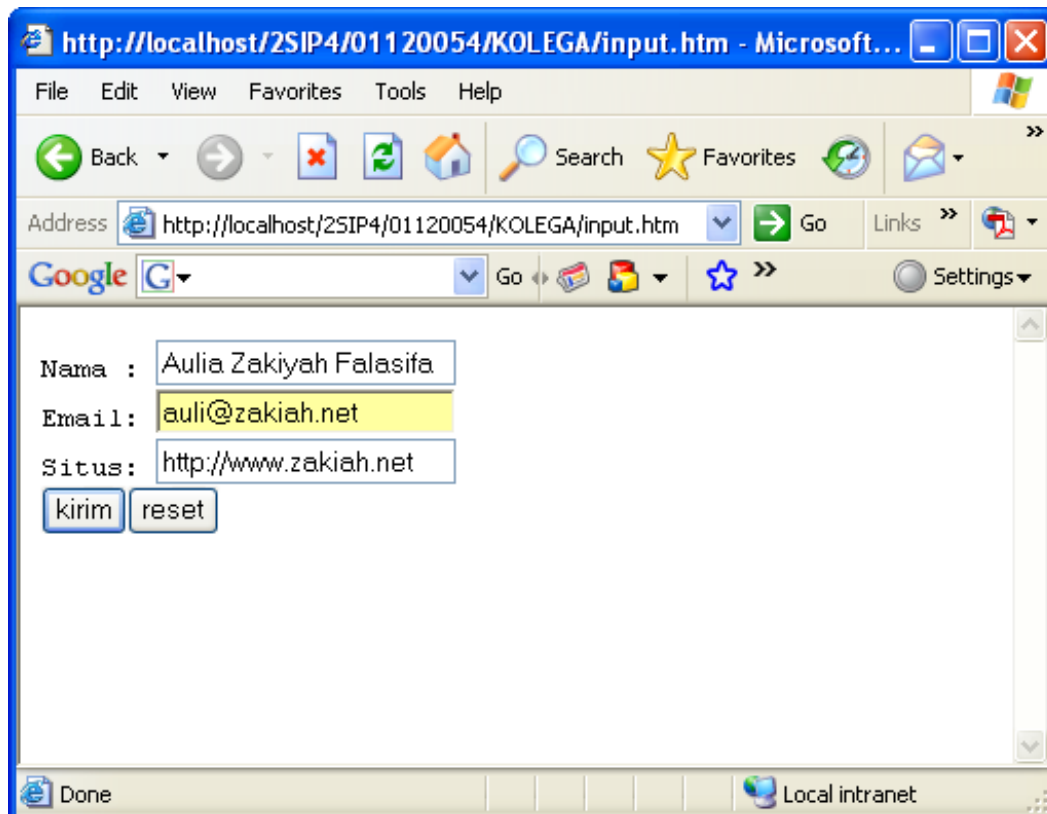 http://localhost/2SIP4/01120054/KOLEGA/input.htm - Microsoft...
File Edit View Favorites Tools Help
Back Search Favorites »
Address http://localhost/2SIP4/01120054/KOLEGA/input.htm Go Links »
Google G Go » Settings
Nama : Aulia Zakiyah Falasifa
Email: auli@zakiah.net
Situs: http://www.zakiah.net
kirim reset
Done Local intranet